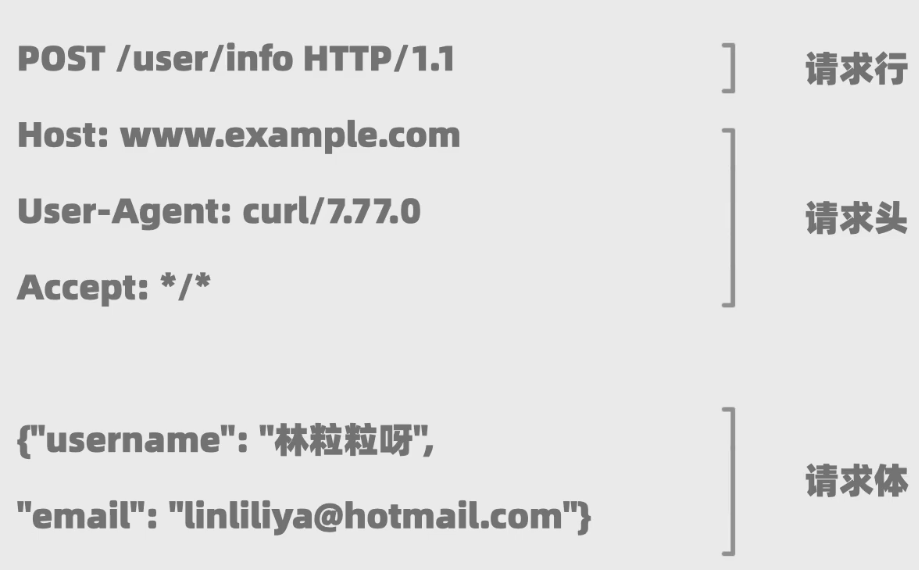 POST /user/info HTTP/1.1
请求行
Host: www.example.com
User-Agent: curl/7.77.0
Accept: */*
请求头
{"username": "林粒粒呀",
"email": "linliliya@hotmail.com"}
请求体